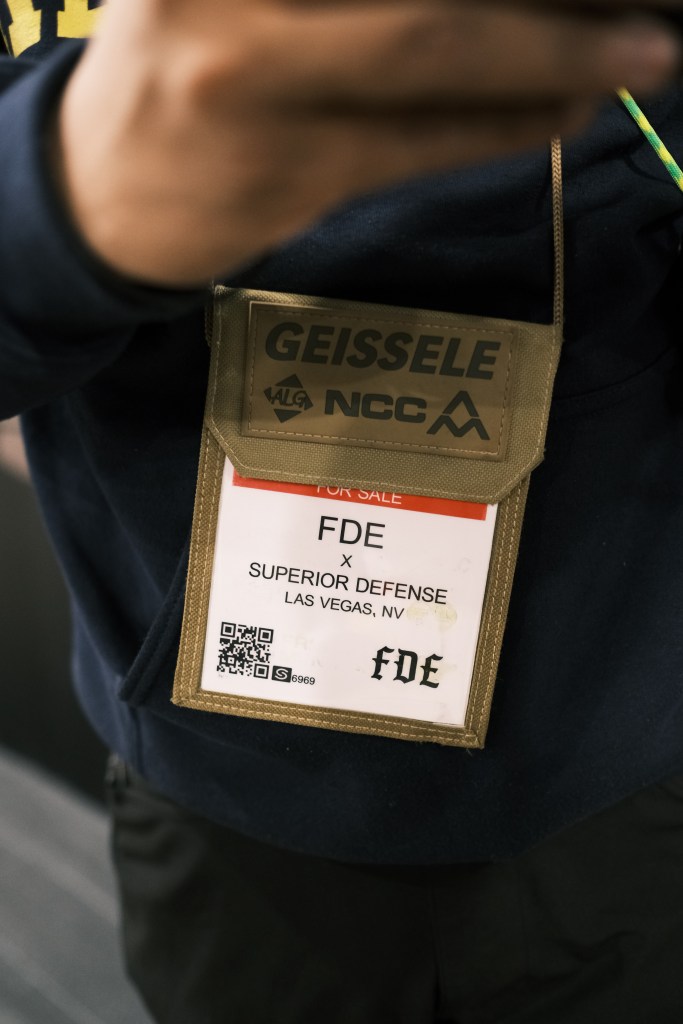 GEISSELE
ALG NCC
FOR SALE
FDE
X
SUPERIOR DEFENSE
LAS VEGAS, NV
S 6969
FDE